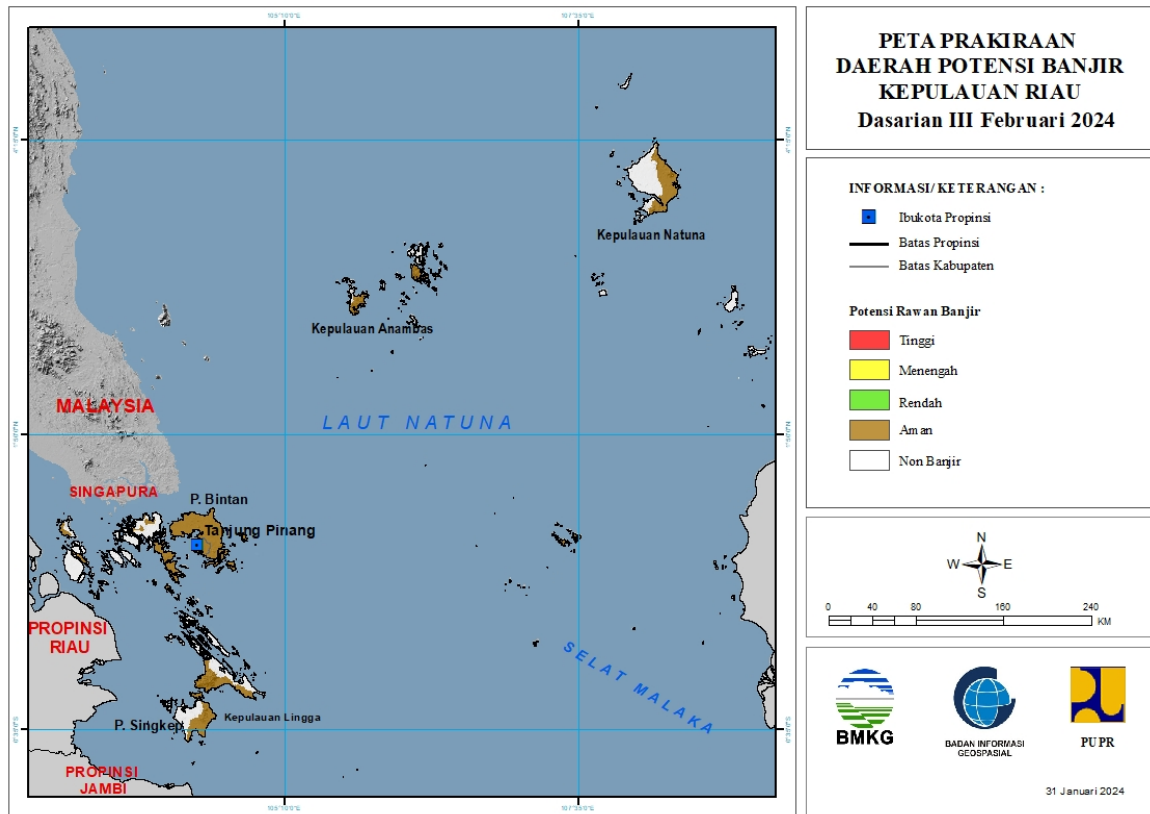 PETA PRAKIRAAN
DAERAH POTENSI BANJIR
KEPULAUAN RIAU
Dasarian III Februari 2024
INFORMASI/ KETERANGAN :
Ibukota Propinsi
Batas Propinsi
Batas Kabupaten
Potensi Rawan Banjir
Tinggi
Menengah
Rendah
Aman
Non Banjir
N
W E
S
0 40 80 160 240
KM
BMKG
BADAN INFORMASI
GEOSPASIAL
PUPR
31 Januari 2024
Kepulauan Natuna
Kepulauan Anambas
MALAYSIA
LAUT NATUNA
SINGAPURA
P. Bintan
Tanjung Pinang
PROPINSI
RIAU
SELAT MALAKA
P. Singkep
Kepulauan Lingga
PROPINSI
JAMBI